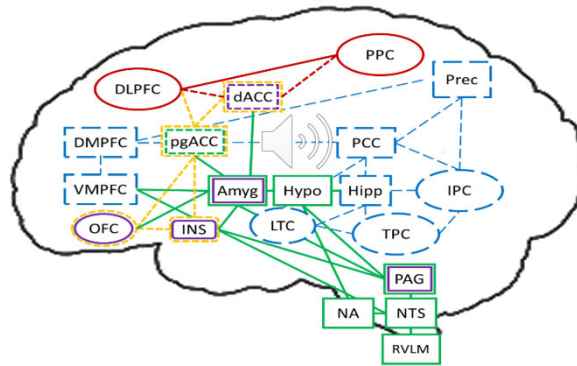 PPC
DLPFC
dACC
Prec
DMPFC
pgACC
PCC
VMPFC
Amyg
Hypo
Hipp
IPC
OFC
INS
LTC
TPC
PAG
NA
NTS
RVLM